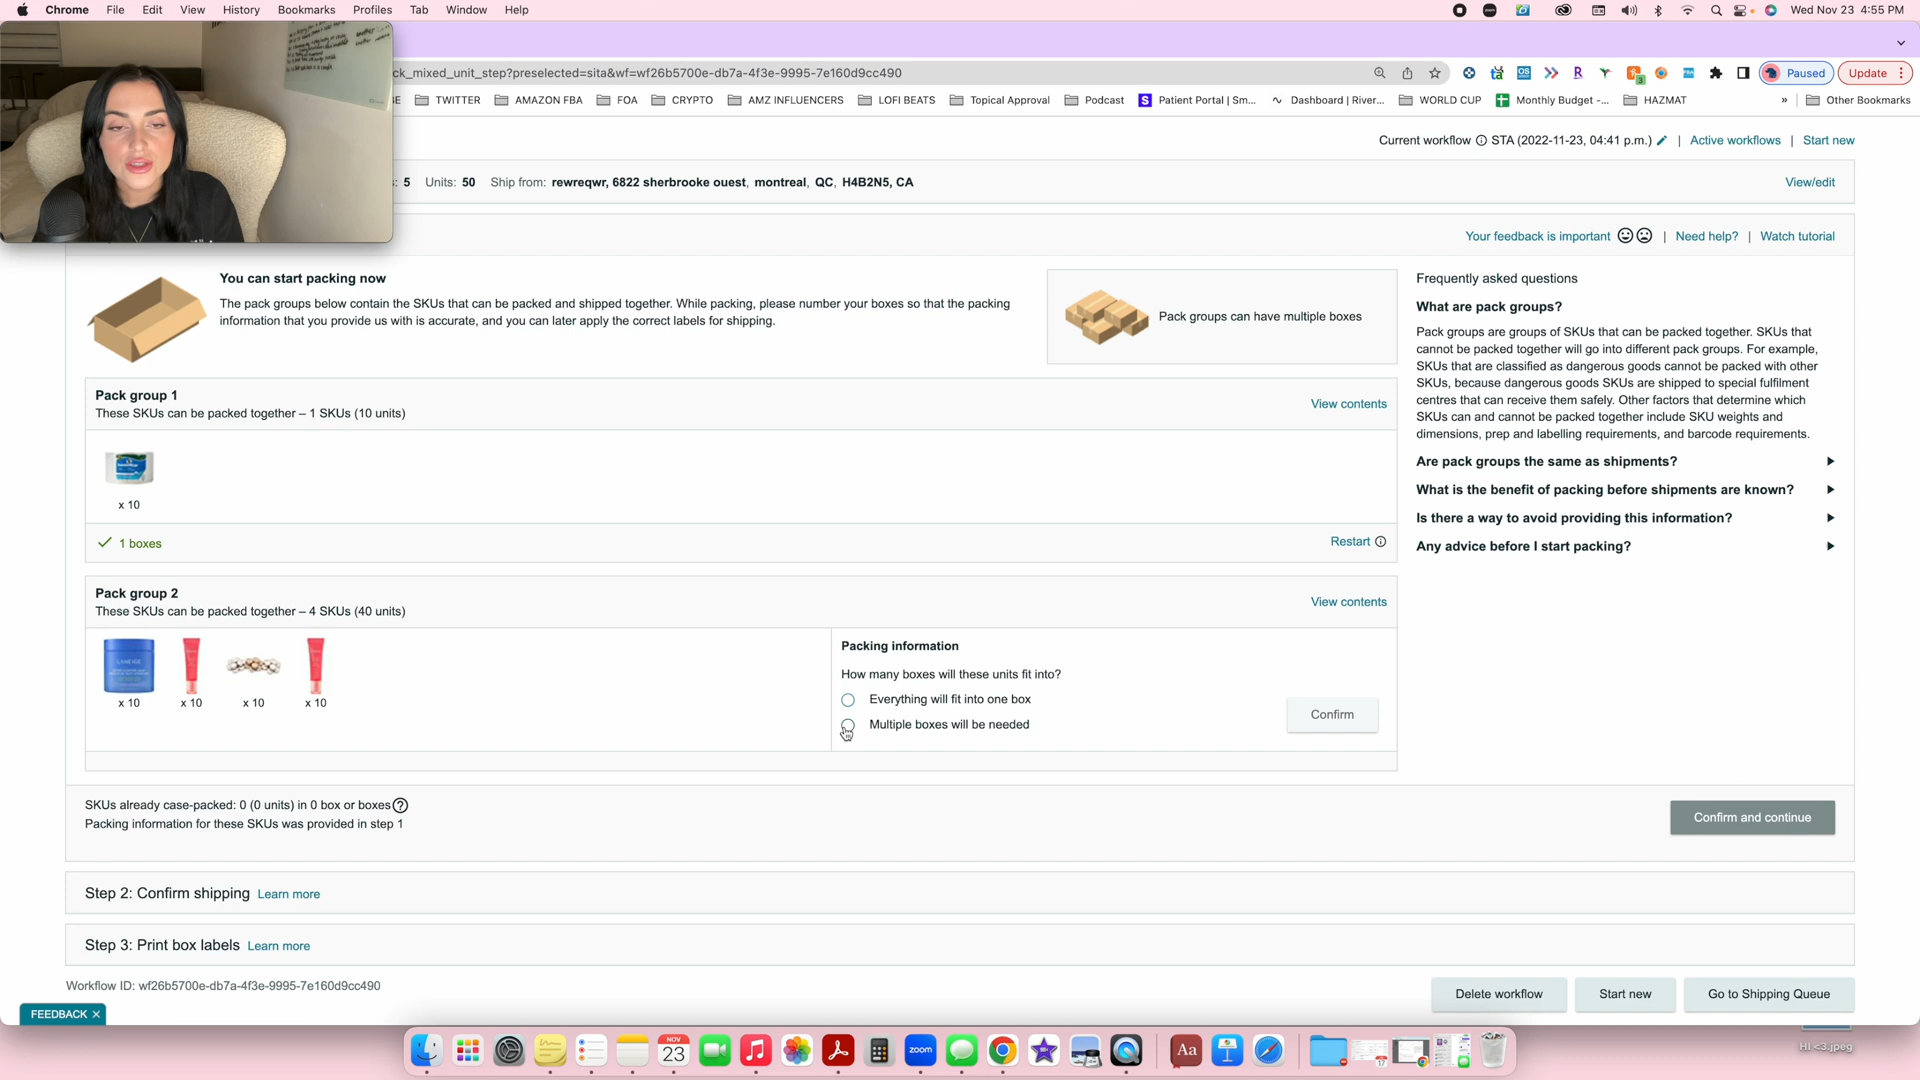 Chrome File Edit View History Bookmarks Profiles Tab Window Help
zoom Wed Nov 23 4:55 PM
ck_mixed_unit_step?preselected=sita&wf=wf26b5700e-db7a-4f3e-9995-7e160d9cc490
3 Paused Update
BE TWITTER AMAZON FBA FOA CRYPTO AMZ INFLUENCERS LOFI BEATS Topical Approval Podcast Patient Portal | Sm... Dashboard | River... WORLD CUP Monthly Budget -... HAZMAT » Other Bookmarks
Current workflow STA (2022-11-23, 04:41 p.m.) | Active workflows | Start new
: 5 Units: 50 Ship from: rewreqwr, 6822 sherbrooke ouest, montreal, QC, H4B2N5, CA View/edit
Your feedback is important | Need help? | Watch tutorial
You can start packing now
The pack groups below contain the SKUs that can be packed and shipped together. While packing, please number your boxes so that the packing
information that you provide us with is accurate, and you can later apply the correct labels for shipping.
Pack groups can have multiple boxes
Pack group 1
These SKUs can be packed together – 1 SKUs (10 units)
View contents
x 10
1 boxes
Restart
Pack group 2
These SKUs can be packed together – 4 SKUs (40 units)
View contents
LANEIGE
x 10 x 10 x 10 x 10
Packing information
How many boxes will these units fit into?
Everything will fit into one box
Multiple boxes will be needed
Confirm
SKUs already case-packed: 0 (0 units) in 0 box or boxes ?
Packing information for these SKUs was provided in step 1
Confirm and continue
Frequently asked questions
What are pack groups?
Pack groups are groups of SKUs that can be packed together. SKUs that
cannot be packed together will go into different pack groups. For example,
SKUs that are classified as dangerous goods cannot be packed with other
SKUs, because dangerous goods SKUs are shipped to special fulfilment
centres that can receive them safely. Other factors that determine which
SKUs can and cannot be packed together include SKU weights and
dimensions, prep and labelling requirements, and barcode requirements.
Are pack groups the same as shipments?
What is the benefit of packing before shipments are known?
Is there a way to avoid providing this information?
Any advice before I start packing?
Step 2: Confirm shipping Learn more
Step 3: Print box labels Learn more
Workflow ID: wf26b5700e-db7a-4f3e-9995-7e160d9cc490
Delete workflow Start new Go to Shipping Queue
FEEDBACK ×
NOV
23
zoom
Aa
17
HI <3.jpeg